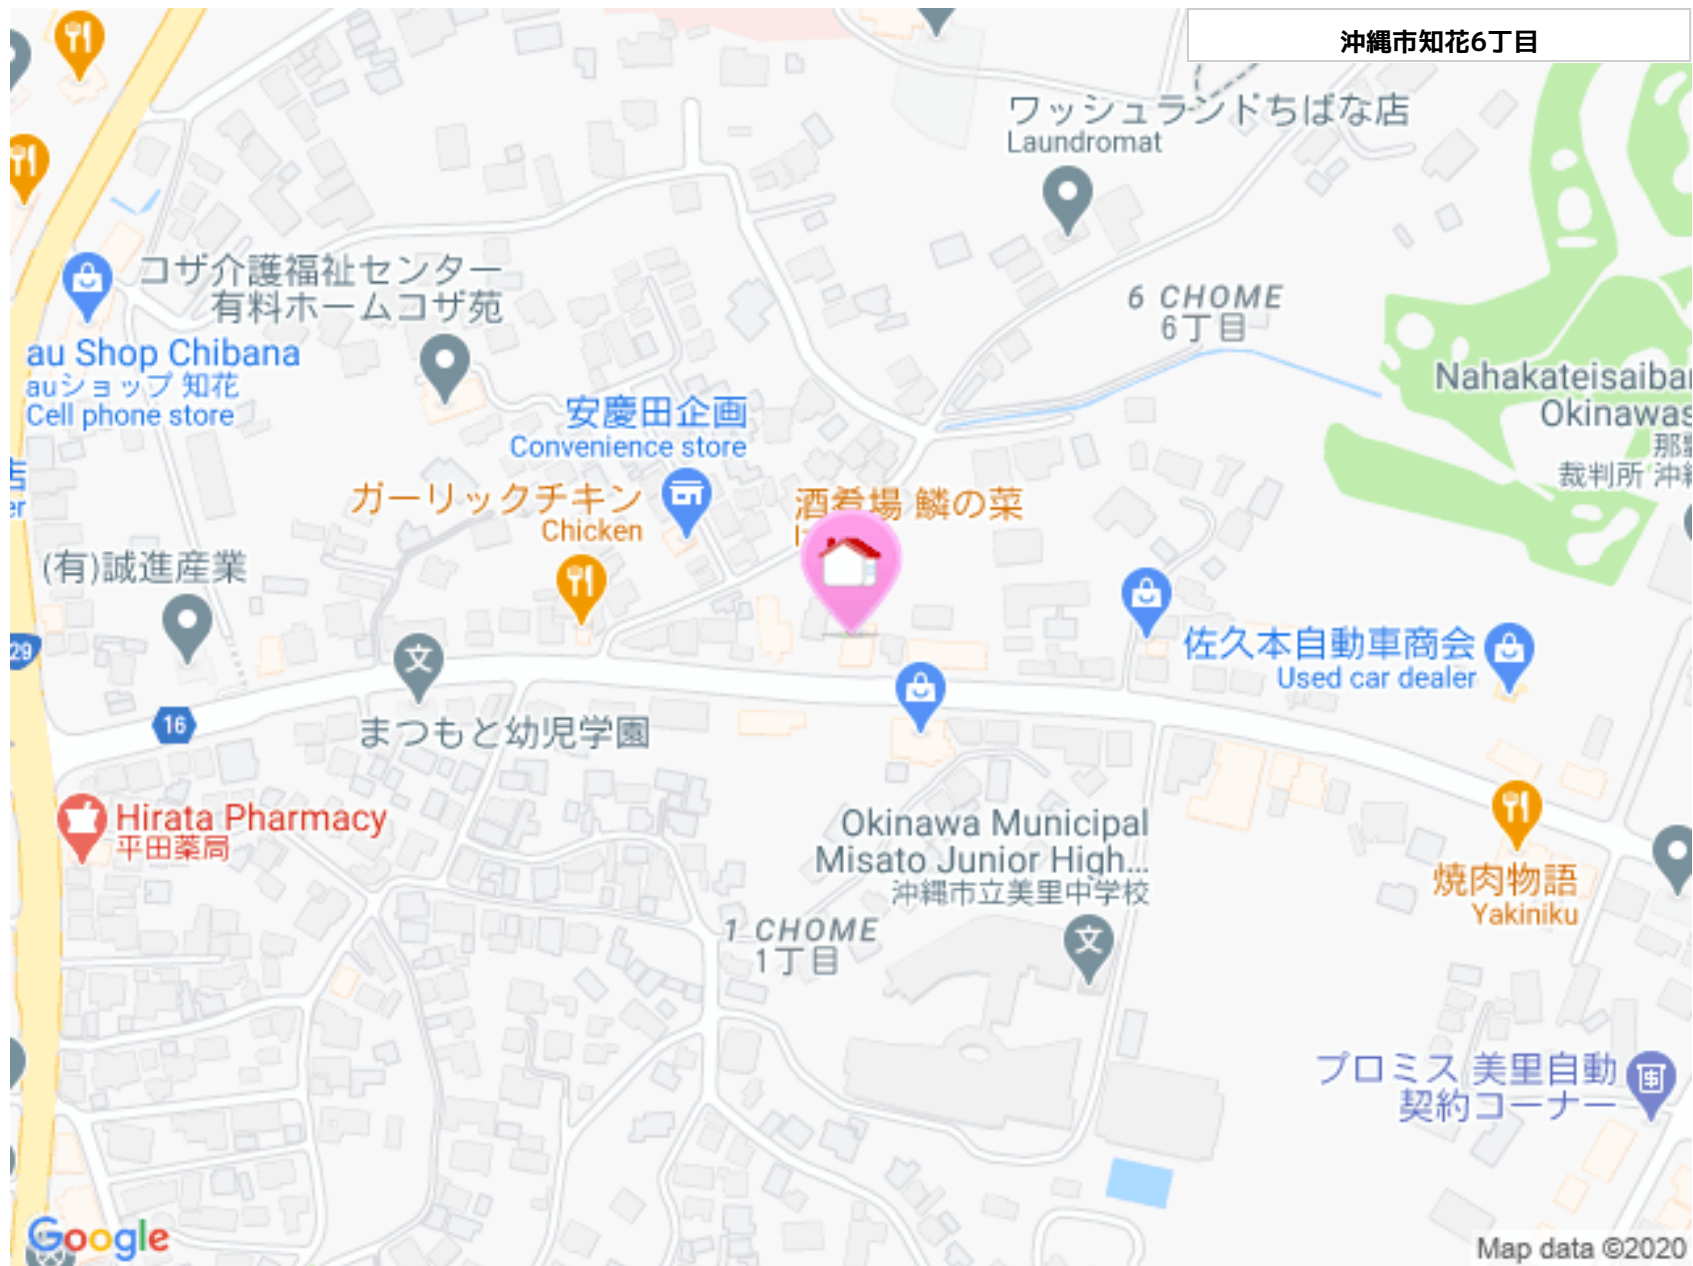 沖縄市知花6丁目
ワッシュランドちばな店
Laundromat
コザ介護福祉センター
有料ホームコザ苑
6 CHOME
6丁目
au Shop Chibana
auショップ 知花
Cell phone store
安慶田企画
Convenience store
Nahakateisaiba
Okinawas
裁判所 沖縄
店
er
ガーリックチキン
Chicken
酒肴場 鱗の菜
(有)誠進産業
29
文
佐久本自動車商会
Used car dealer
16
まつもと幼児学園
Hirata Pharmacy
平田薬局
Okinawa Municipal
Misato Junior High...
沖縄市立美里中学校
焼肉物語
Yakiniku
1 CHOME
1丁目
文
プロミス 美里自動
契約コーナー
Google
Map data ©2020